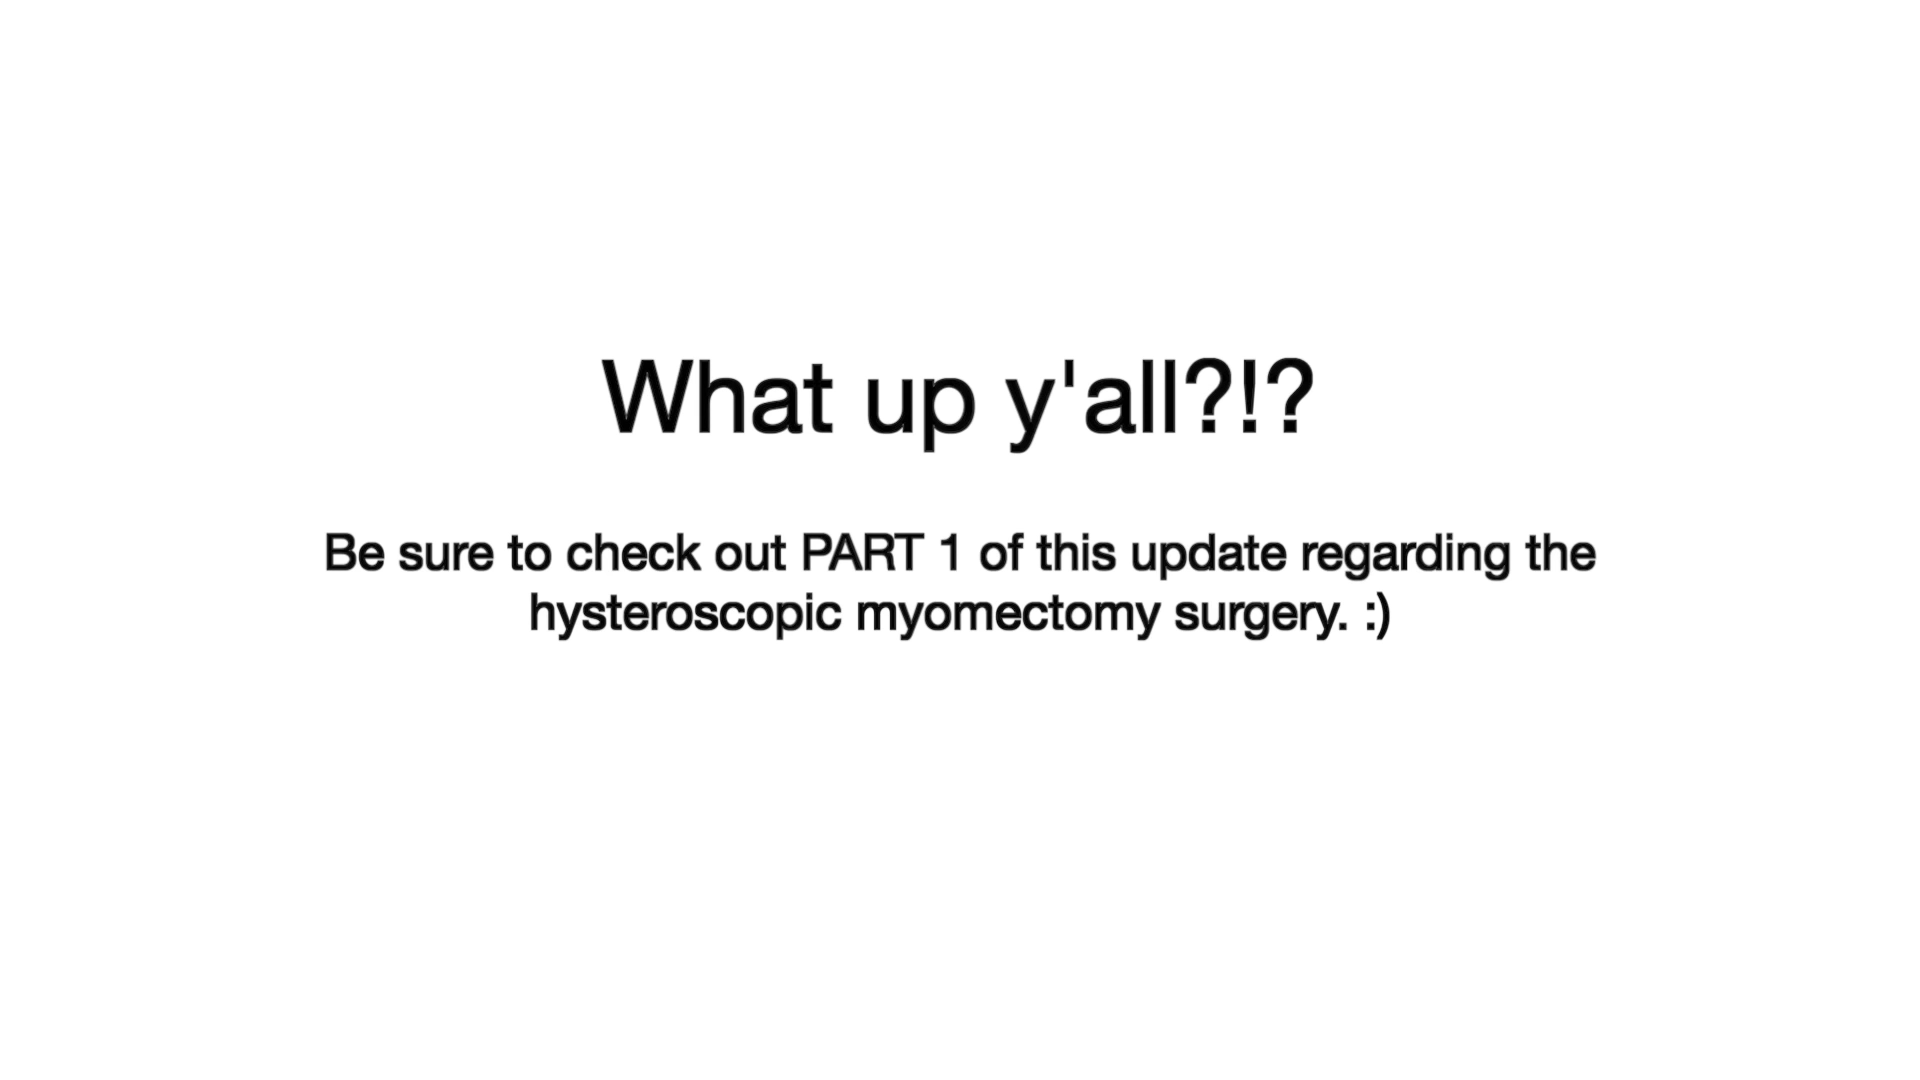 What up y'all?!?
Be sure to check out PART 1 of this update regarding the
hysteroscopic myomectomy surgery. :)